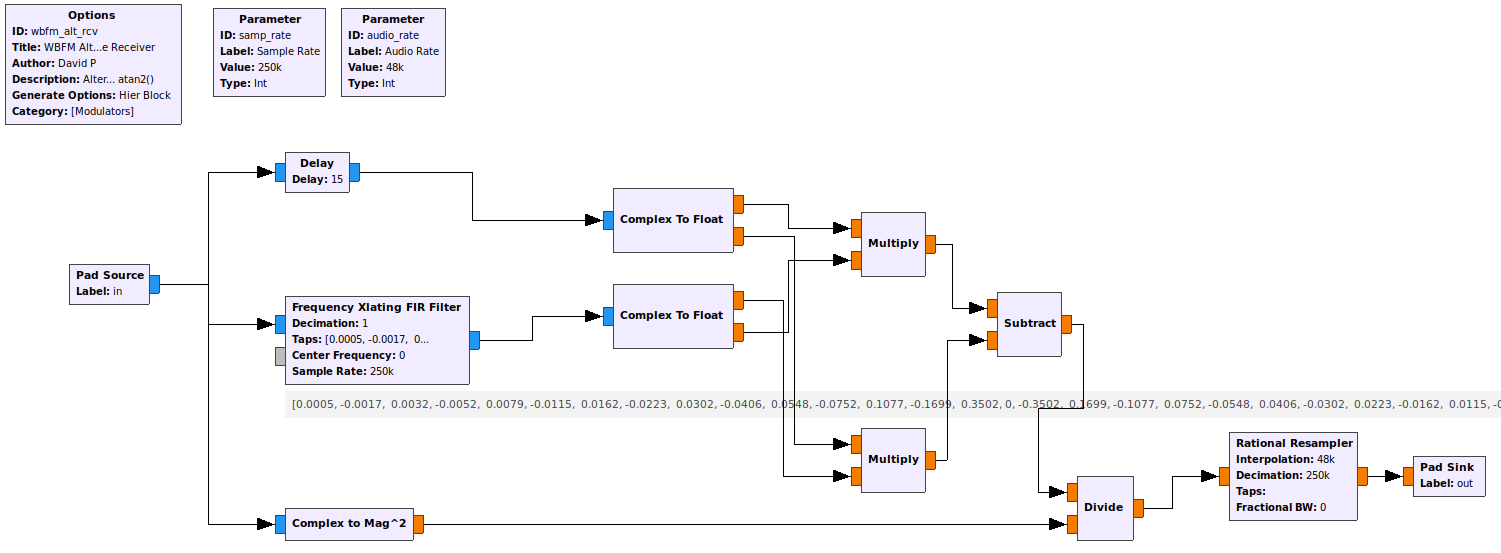 Options
ID: wbfm_alt_rcv
Title: WBFM Alt...e Receiver
Author: David P
Description: Alter... atan2()
Generate Options: Hier Block
Category: [Modulators]
Parameter
ID: samp_rate
Label: Sample Rate
Value: 250k
Type: Int
Parameter
ID: audio_rate
Label: Audio Rate
Value: 48k
Type: Int
Delay
Delay: 15
Complex To Float
Multiply
Pad Source
Label: in
Frequency Xlating FIR Filter
Decimation: 1
Taps: [0.0005, -0.0017, 0...
Center Frequency: 0
Sample Rate: 250k
Complex To Float
Subtract
[0.0005, -0.0017, 0.0032, -0.0052, 0.0079, -0.0115, 0.0162, -0.0223, 0.0302, -0.0406, 0.0548, -0.0752, 0.1077, -0.1699, 0.3502, 0, -0.3502, 0.1699, -0.1077, 0.0752, -0.0548, 0.0406, -0.0302, 0.0223, -0.0162, 0.0115, -0
Multiply
Rational Resampler
Interpolation: 48k
Decimation: 250k
Taps:
Fractional BW: 0
Pad Sink
Label: out
Complex to Mag^2
Divide